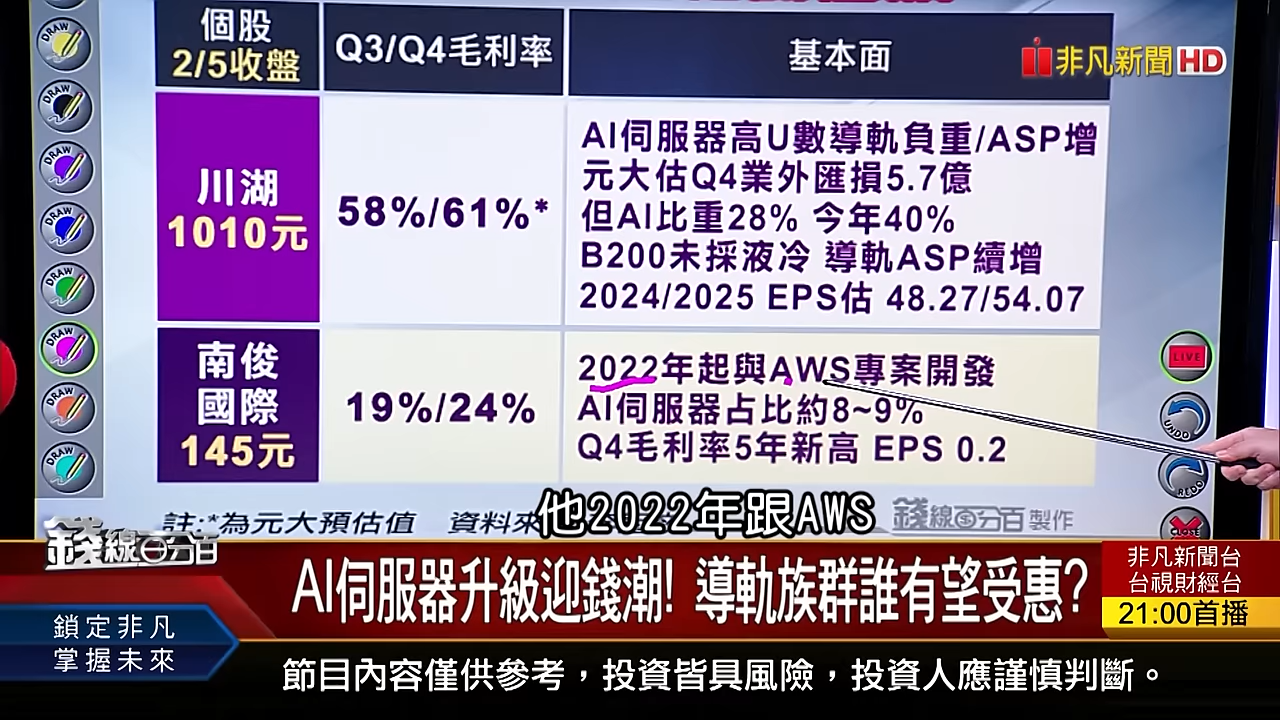 個股
2/5收盤
Q3/Q4毛利率
基本面
非凡新聞HD
川湖
1010元
58%/61%*
AI伺服器高U數導軌負重/ASP增
元大估Q4業外匯損5.7億
但AI比重28% 今年40%
B200未採液冷 導軌ASP續增
2024/2025 EPS估 48.27/54.07
南俊
國際
145元
19%/24%
2022年起與AWS專案開發
AI伺服器占比約8~9%
Q4毛利率5年新高 EPS 0.2
DRAW
DRAW
DRAW
DRAW
DRAW
DRAW
DRAW
DRAW
LIVE
UNDO
REDO
CLOSE
註:*為元大預估值 資料來
他2022年跟AWS
錢線百分百製作
錢線百分百
AI伺服器升級迎錢潮! 導軌族群誰有望受惠?
非凡新聞台
台視財經台
21:00首播
鎖定非凡
掌握未來
節目內容僅供參考，投資皆具風險，投資人應謹慎判斷。